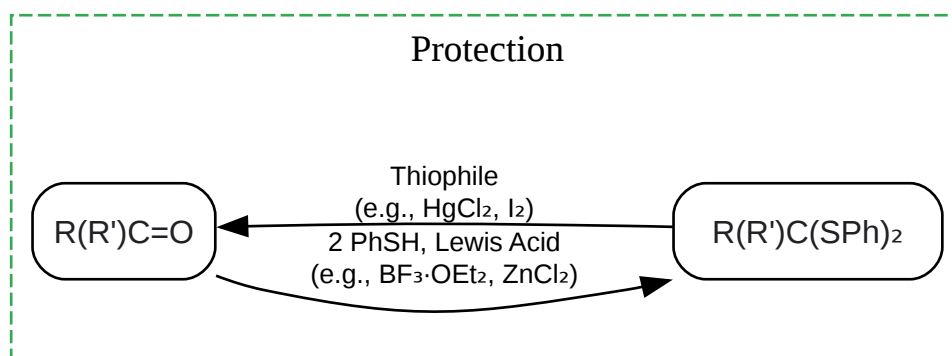 Protection
Thiophile
(e.g., HgCl₂, I₂)
R(R')C=O
R(R')C(SPh)₂
2 PhSH, Lewis Acid
(e.g., BF₃·OEt₂, ZnCl₂)